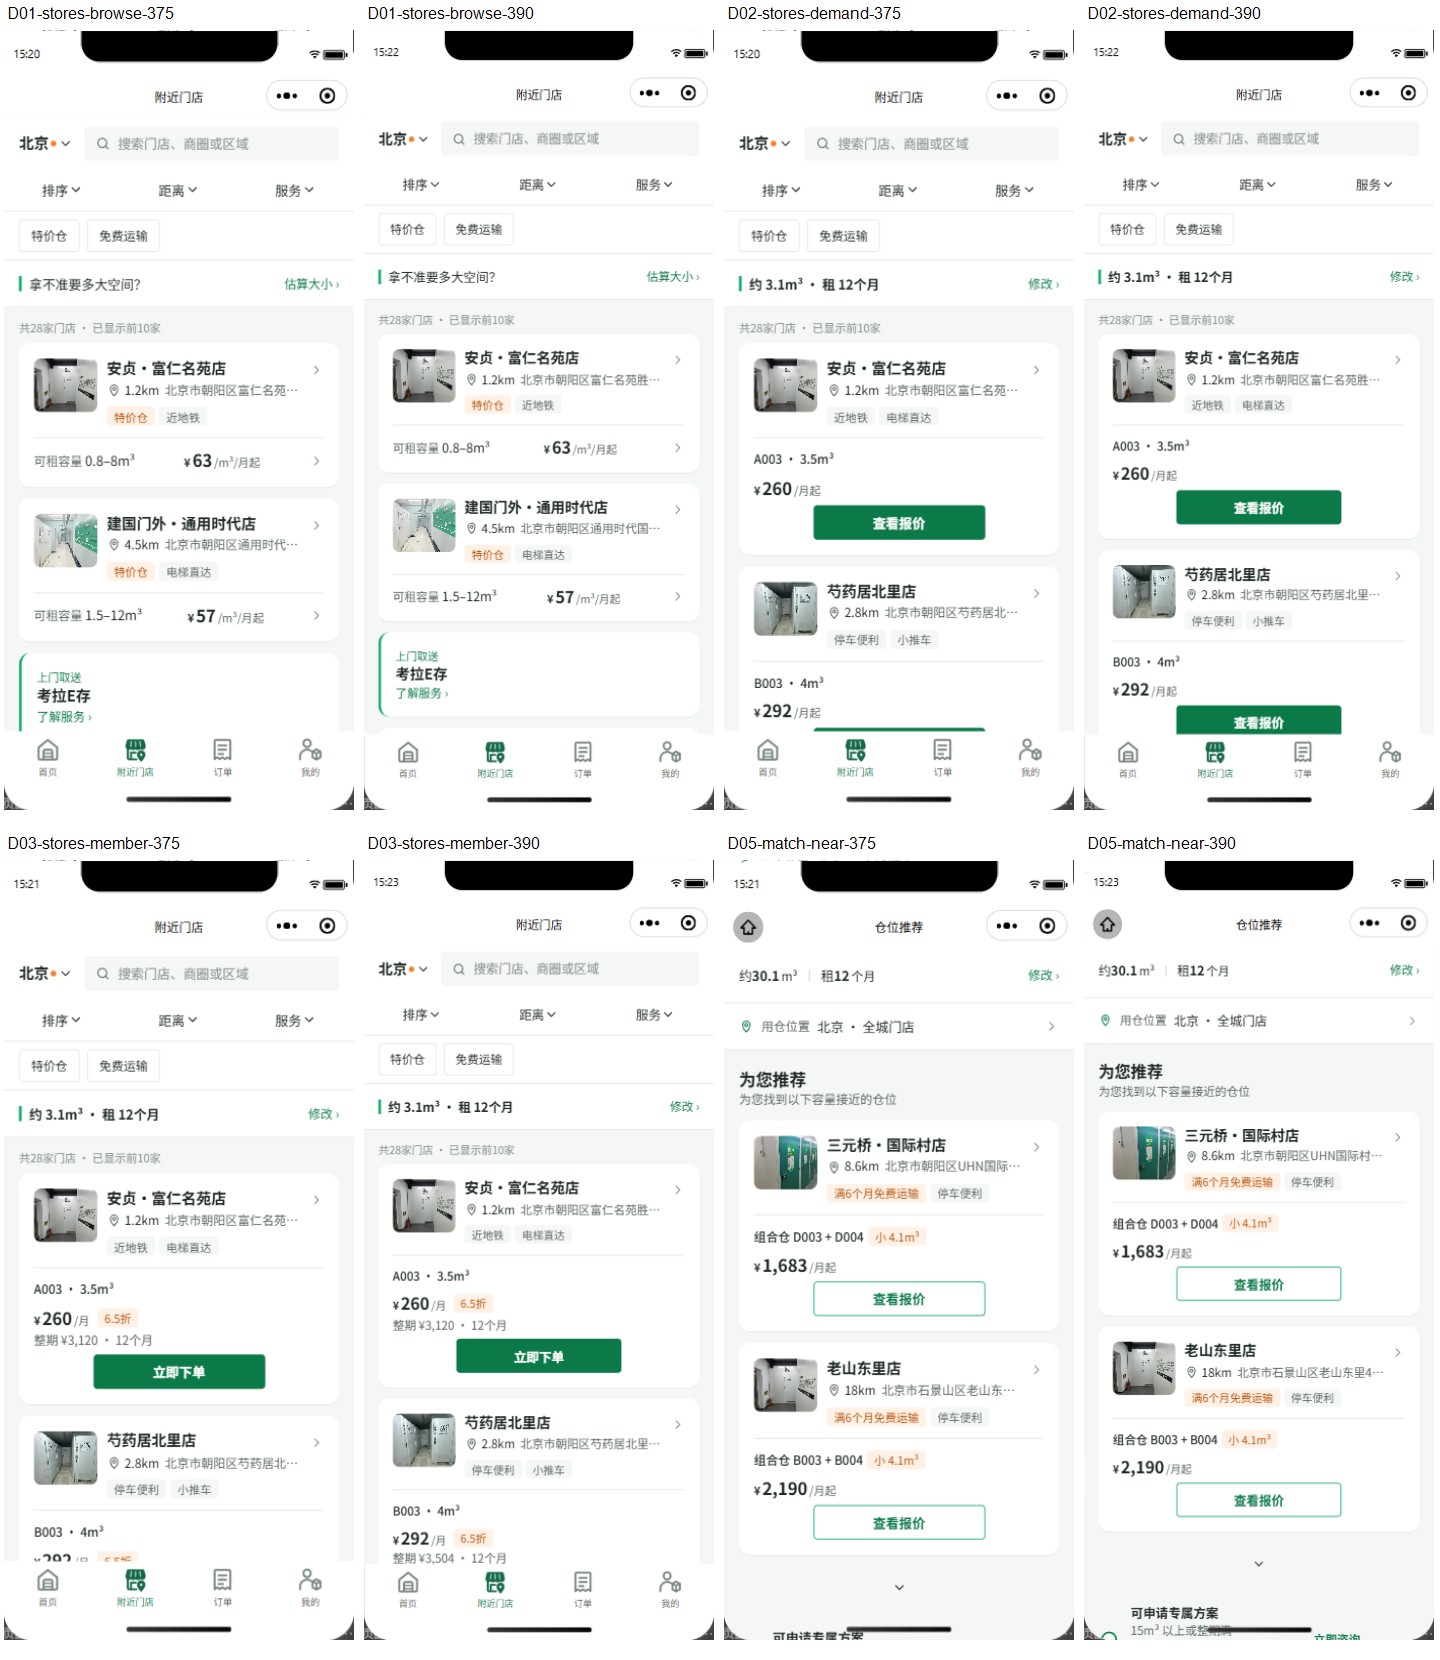 D01-stores-browse-375
15:20
附近门店
北京
搜索门店、商圈或区域
排序 距离 服务
特价仓 免费运输
拿不准要多大空间？ 估算大小 ›
共28家门店 · 已显示前10家
安贞 · 富仁名苑店
1.2km 北京市朝阳区富仁名苑…
特价仓 近地铁
可租容量 0.8–8m³ ¥63/m³/月起
建国门外 · 通用时代店
4.5km 北京市朝阳区通用时代…
特价仓 电梯直达
可租容量 1.5–12m³ ¥57/m³/月起
上门取送
考拉E存
了解服务 ›
首页 附近门店 订单 我的
D01-stores-browse-390
15:22
附近门店
北京
搜索门店、商圈或区域
排序 距离 服务
特价仓 免费运输
拿不准要多大空间？ 估算大小 ›
共28家门店 · 已显示前10家
安贞 · 富仁名苑店
1.2km 北京市朝阳区富仁名苑胜…
特价仓 近地铁
可租容量 0.8–8m³ ¥63/m³/月起
建国门外 · 通用时代店
4.5km 北京市朝阳区通用时代国…
特价仓 电梯直达
可租容量 1.5–12m³ ¥57/m³/月起
上门取送
考拉E存
了解服务 ›
首页 附近门店 订单 我的
D02-stores-demand-375
15:20
附近门店
北京
搜索门店、商圈或区域
排序 距离 服务
特价仓 免费运输
约 3.1m³ · 租 12个月 修改 ›
共28家门店 · 已显示前10家
安贞 · 富仁名苑店
1.2km 北京市朝阳区富仁名苑…
近地铁 电梯直达
A003 · 3.5m³
¥260/月起
查看报价
芍药居北里店
2.8km 北京市朝阳区芍药居北…
停车便利 小推车
B003 · 4m³
¥292/月起
首页 附近门店 订单 我的
D02-stores-demand-390
15:22
附近门店
北京
搜索门店、商圈或区域
排序 距离 服务
特价仓 免费运输
约 3.1m³ · 租 12个月 修改 ›
共28家门店 · 已显示前10家
安贞 · 富仁名苑店
1.2km 北京市朝阳区富仁名苑胜…
近地铁 电梯直达
A003 · 3.5m³
¥260/月起
查看报价
芍药居北里店
2.8km 北京市朝阳区芍药居北里…
停车便利 小推车
B003 · 4m³
¥292/月起
查看报价
首页 附近门店 订单 我的
D03-stores-member-375
15:21
附近门店
北京
搜索门店、商圈或区域
排序 距离 服务
特价仓 免费运输
约 3.1m³ · 租 12个月 修改 ›
共28家门店 · 已显示前10家
安贞 · 富仁名苑店
1.2km 北京市朝阳区富仁名苑…
近地铁 电梯直达
A003 · 3.5m³
¥260/月 6.5折
整期 ¥3,120 · 12个月
立即下单
芍药居北里店
2.8km 北京市朝阳区芍药居北…
停车便利 小推车
B003 · 4m³
¥292/月 6.5折
首页 附近门店 订单 我的
D03-stores-member-390
15:23
附近门店
北京
搜索门店、商圈或区域
排序 距离 服务
特价仓 免费运输
约 3.1m³ · 租 12个月 修改 ›
共28家门店 · 已显示前10家
安贞 · 富仁名苑店
1.2km 北京市朝阳区富仁名苑胜…
近地铁 电梯直达
A003 · 3.5m³
¥260/月 6.5折
整期 ¥3,120 · 12个月
立即下单
芍药居北里店
2.8km 北京市朝阳区芍药居北里…
停车便利 小推车
B003 · 4m³
¥292/月 6.5折
整期 ¥3,504 · 12个月
首页 附近门店 订单 我的
D05-match-near-375
15:21
仓位推荐
约30.1 m³ 租12个月 修改 ›
用仓位置 北京 · 全城门店
为您推荐
为您找到以下容量接近的仓位
三元桥 · 国际村店
8.6km 北京市朝阳区UHN国际…
满6个月免费运输 停车便利
组合仓 D003 + D004 小 4.1m³
¥1,683/月起
查看报价
老山东里店
18km 北京市石景山区老山东…
满6个月免费运输 停车便利
组合仓 B003 + B004 小 4.1m³
¥2,190/月起
查看报价
可申请专属方案
D05-match-near-390
15:23
仓位推荐
约30.1 m³ 租12个月 修改 ›
用仓位置 北京 · 全城门店
为您推荐
为您找到以下容量接近的仓位
三元桥 · 国际村店
8.6km 北京市朝阳区UHN国际村…
满6个月免费运输 停车便利
组合仓 D003 + D004 小 4.1m³
¥1,683/月起
查看报价
老山东里店
18km 北京市石景山区老山东里4…
满6个月免费运输 停车便利
组合仓 B003 + B004 小 4.1m³
¥2,190/月起
查看报价
可申请专属方案
15m³ 以上或整期满
立即咨询